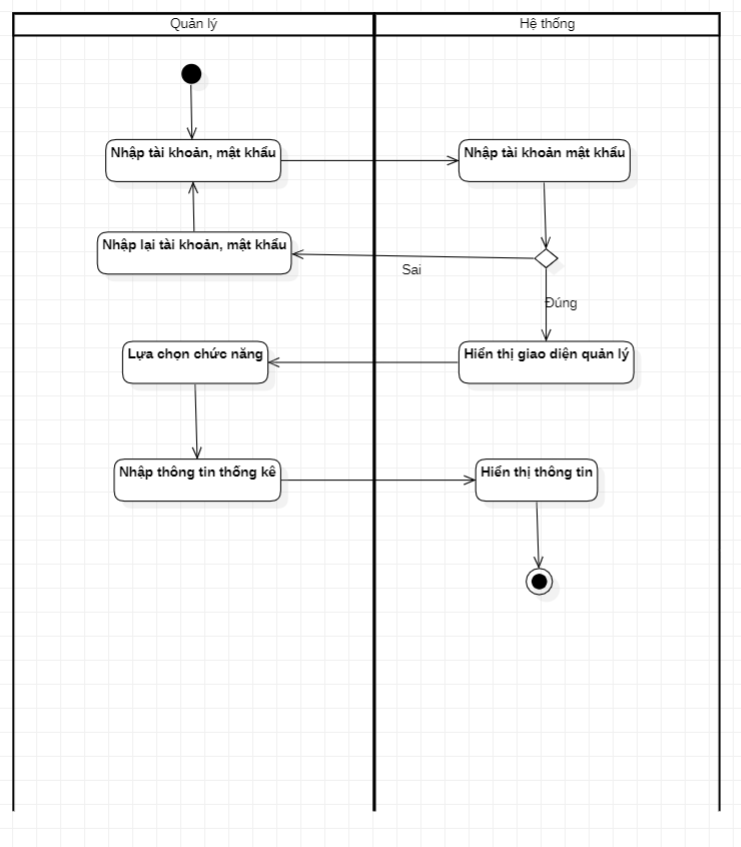 Quản lý
Hệ thống
Nhập tài khoản, mật khẩu
Nhập tài khoản mật khẩu
Nhập lại tài khoản, mật khẩu
Sai
Đúng
Lựa chọn chức năng
Hiển thị giao diện quản lý
Nhập thông tin thống kê
Hiển thị thông tin